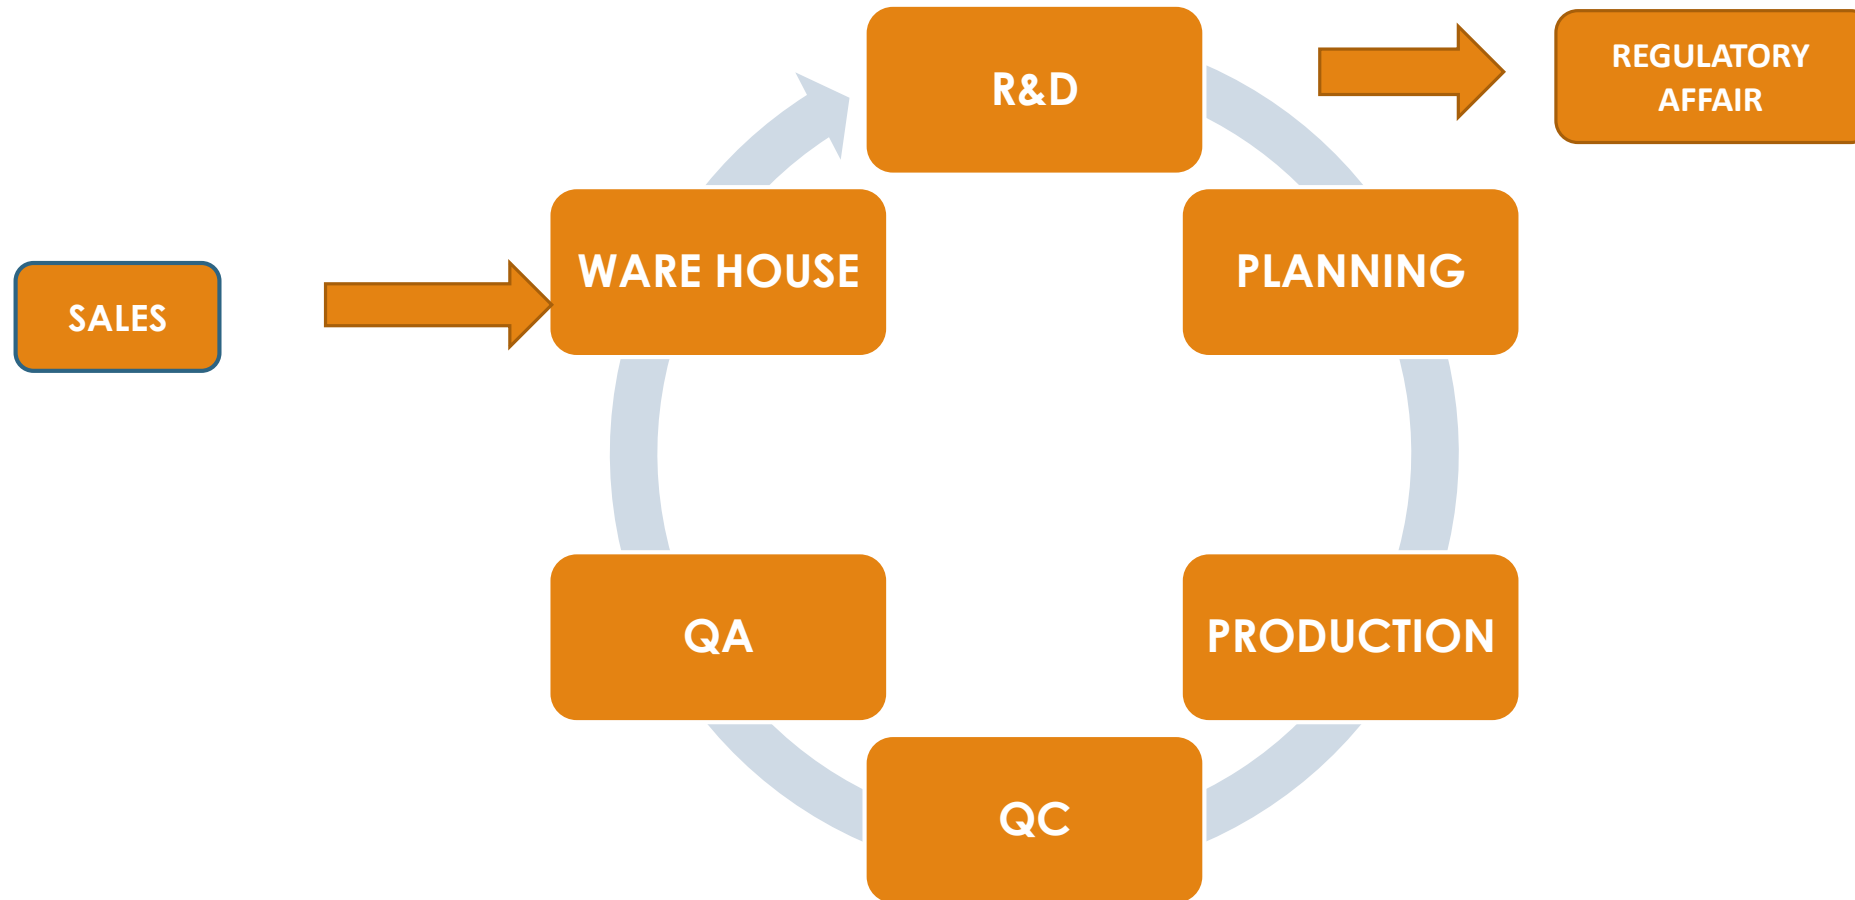 R&D
REGULATORY
AFFAIR
WARE HOUSE
PLANNING
SALES
QA
PRODUCTION
QC